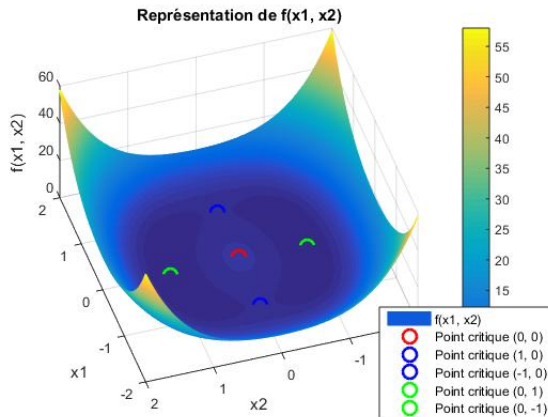 Représentation de f(x1, x2)
f(x1, x2)
60
40
20
0
2
1
0
-1
-2
x1
2
1
0
-1
x2
55
50
45
40
35
30
25
20
15
f(x1, x2)
Point critique (0, 0)
Point critique (1, 0)
Point critique (-1, 0)
Point critique (0, 1)
Point critique (0, -1)